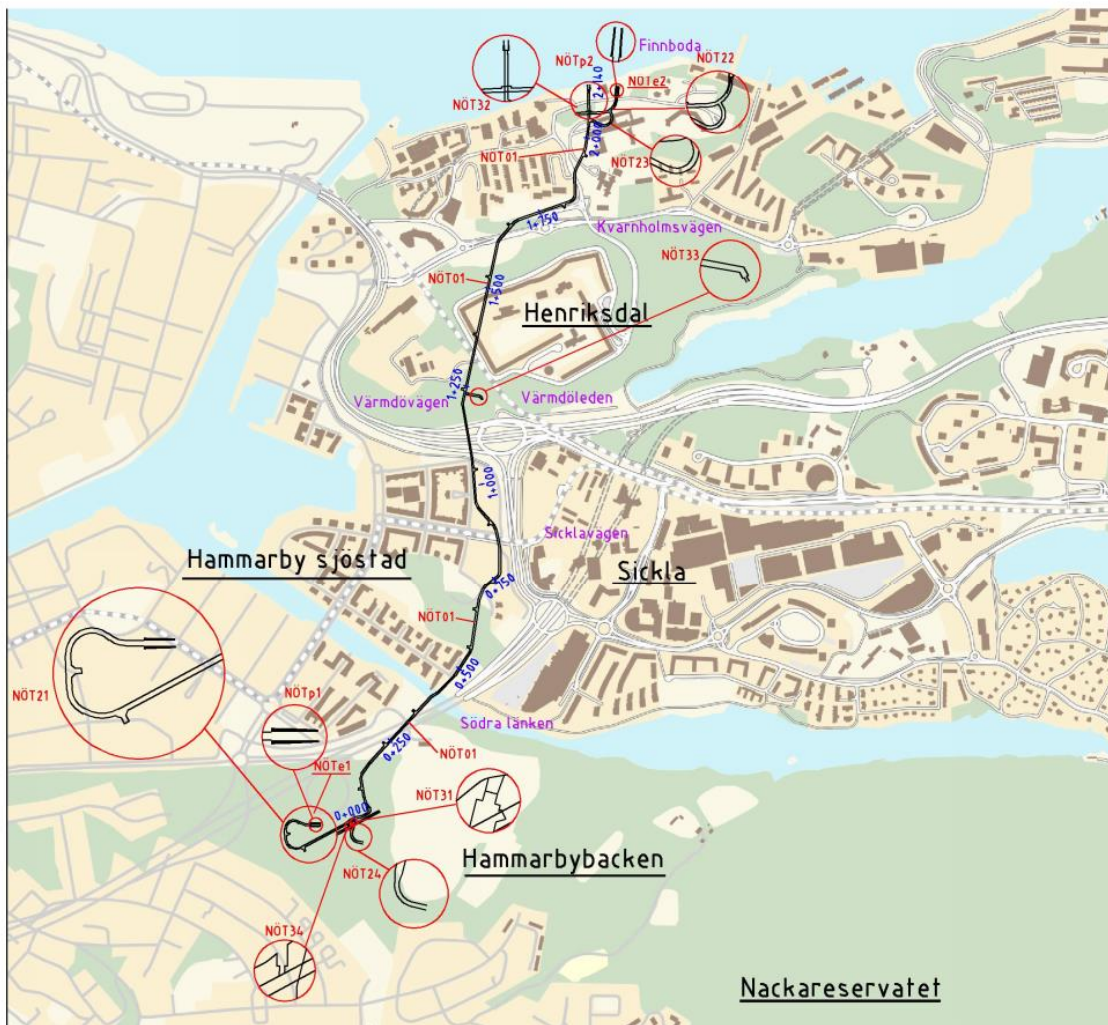 Finnboda
NÖTp2
NÖT22
2+140
NÖTe2
NÖT32
2+000
NÖT01
NÖT23
1+750
Kvarnholmsvägen
NÖT33
NÖT01
1+500
Henriksdal
1+250
Värmdövägen
Värmdöleden
1+000
Sicklavägen
Hammarby sjöstad
Sickla
0+750
NÖT01
0+500
NÖT21
NÖTp1
Södra länken
0+250
NÖT01
NÖTe1
NÖT31
0+000
Hammarbybacken
NÖT24
NÖT34
Nackareservatet